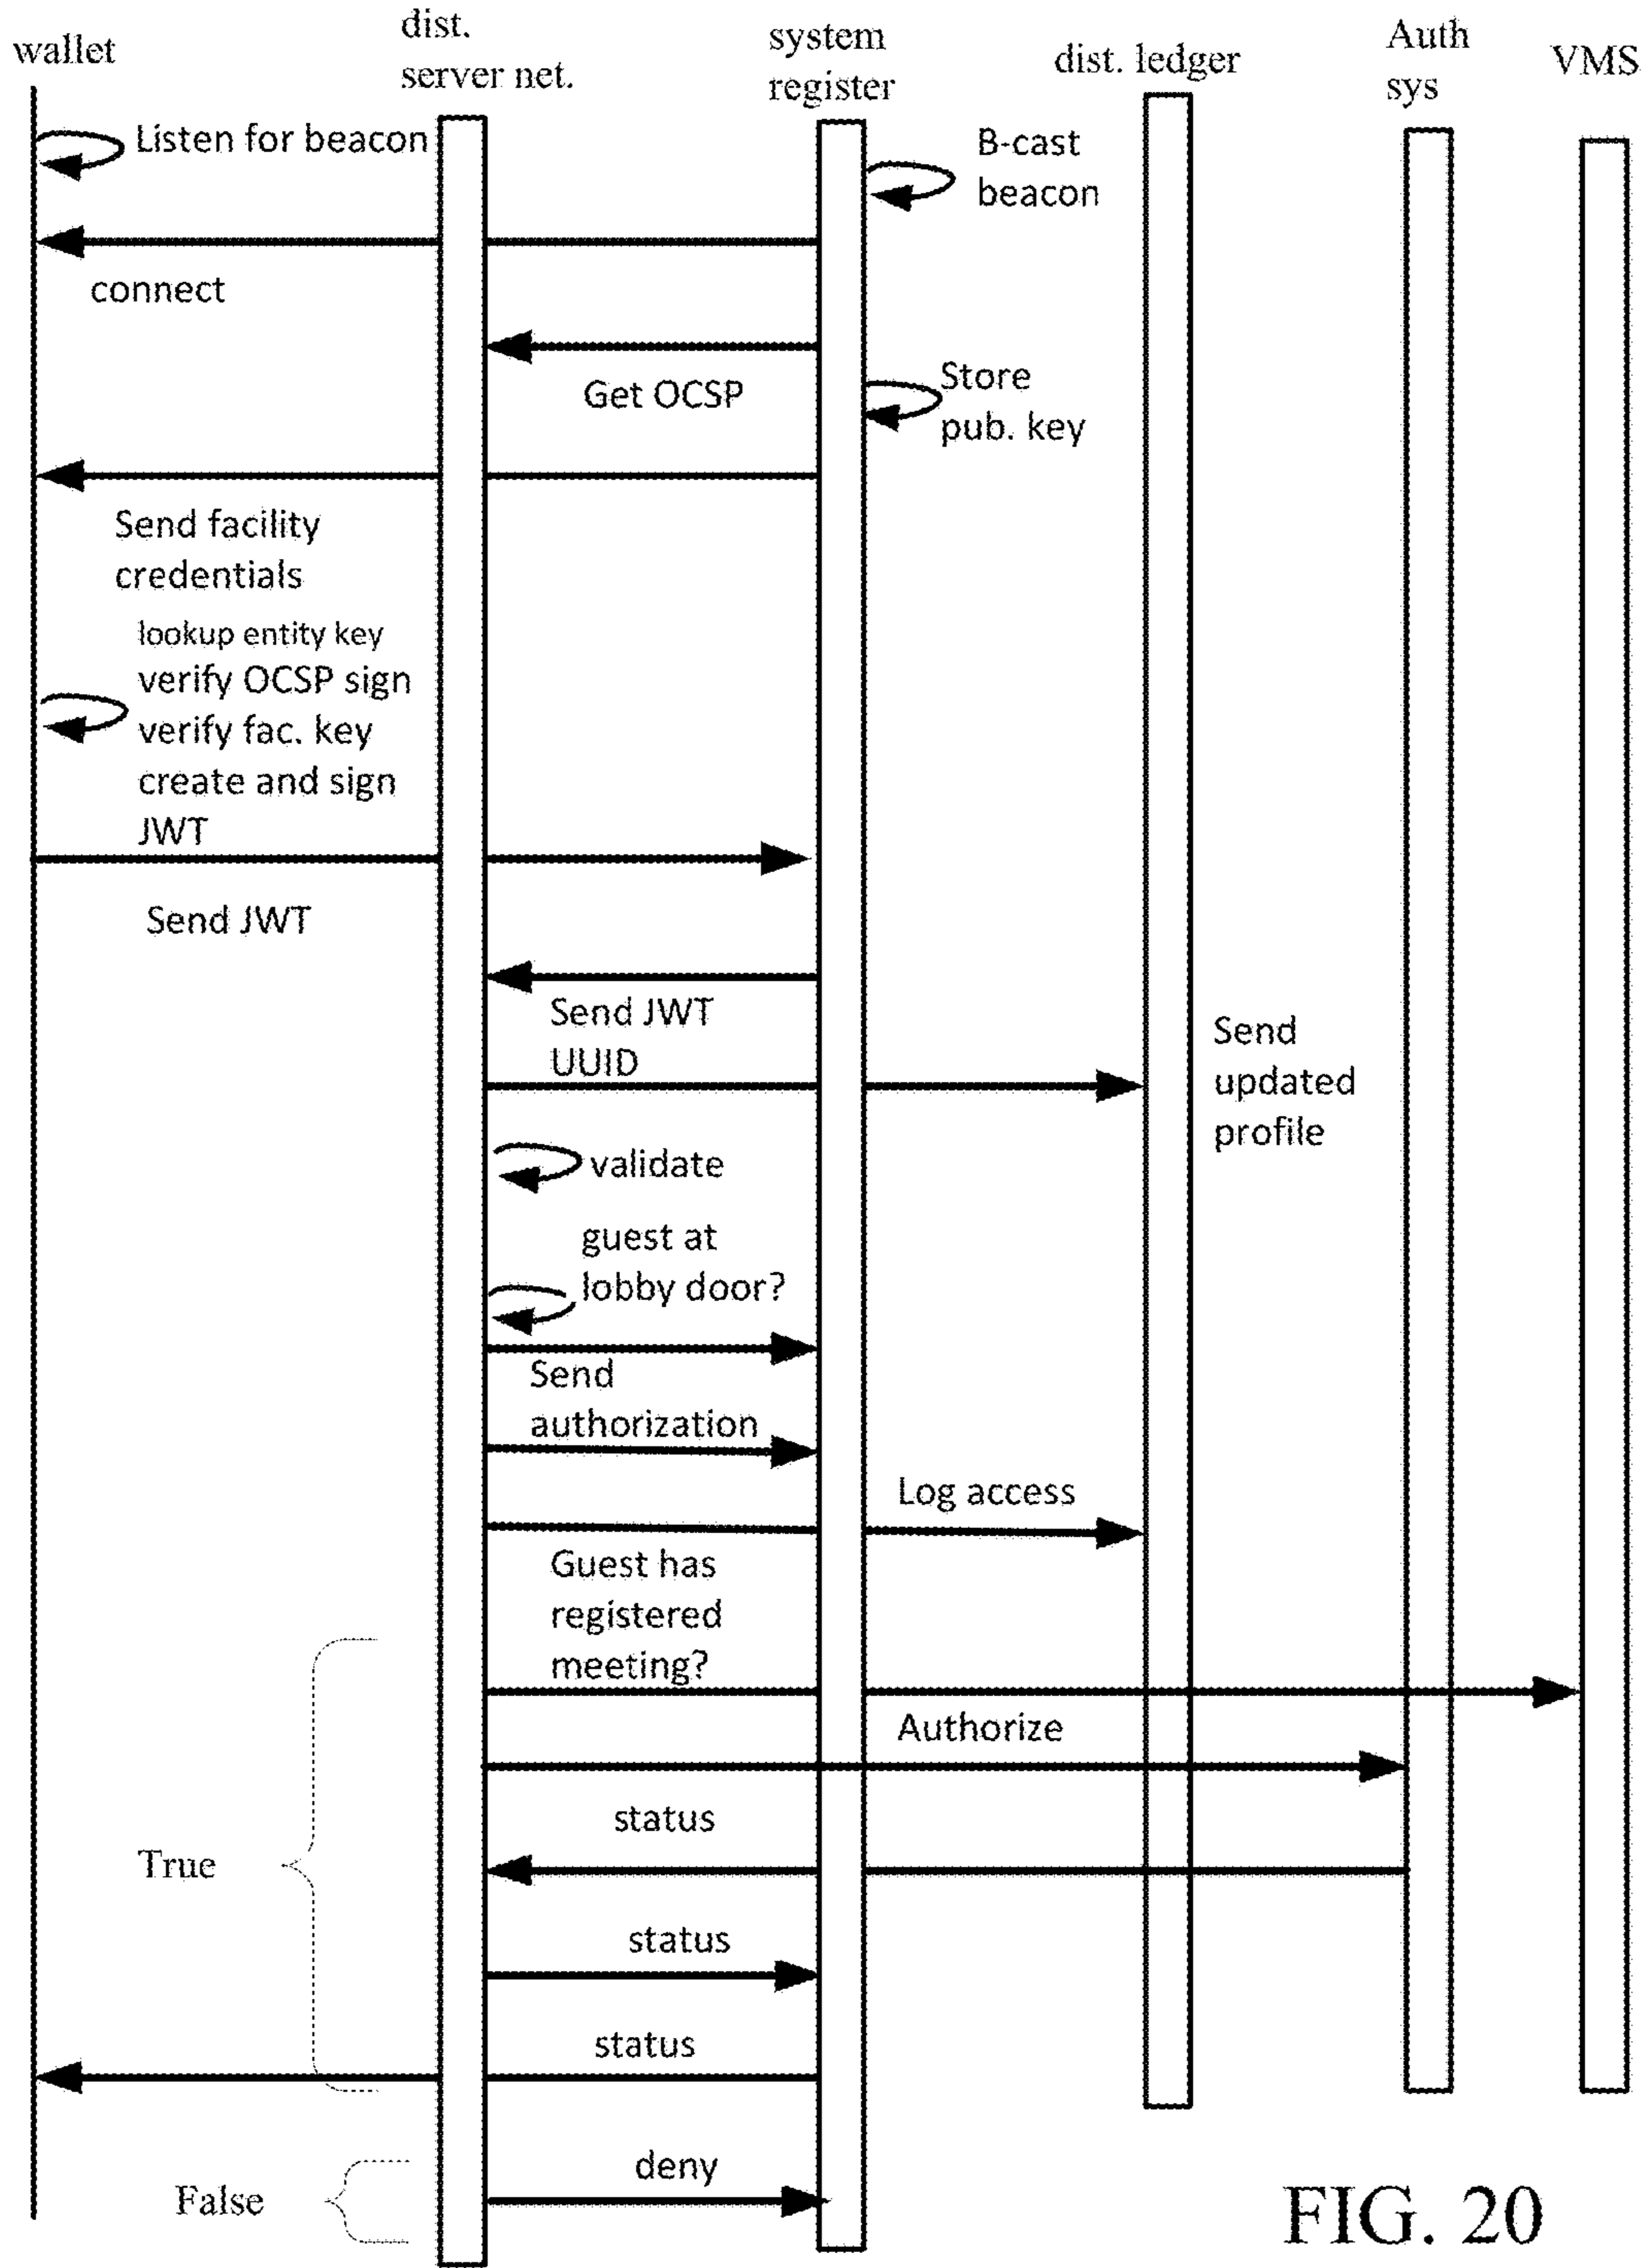 wallet
dist.
server net.
system
register
dist. ledger
Auth
sys
VMS
Listen for beacon
B-cast
beacon
connect
Get OCSP
Store
pub. key
Send facility
credentials
lookup entity key
verify OCSP sign
verify fac. key
create and sign
JWT
Send JWT
Send JWT
UUID
Send
updated
profile
validate
guest at
lobby door?
Send
authorization
Log access
Guest has
registered
meeting?
Authorize
status
True
status
status
deny
False
FIG. 20